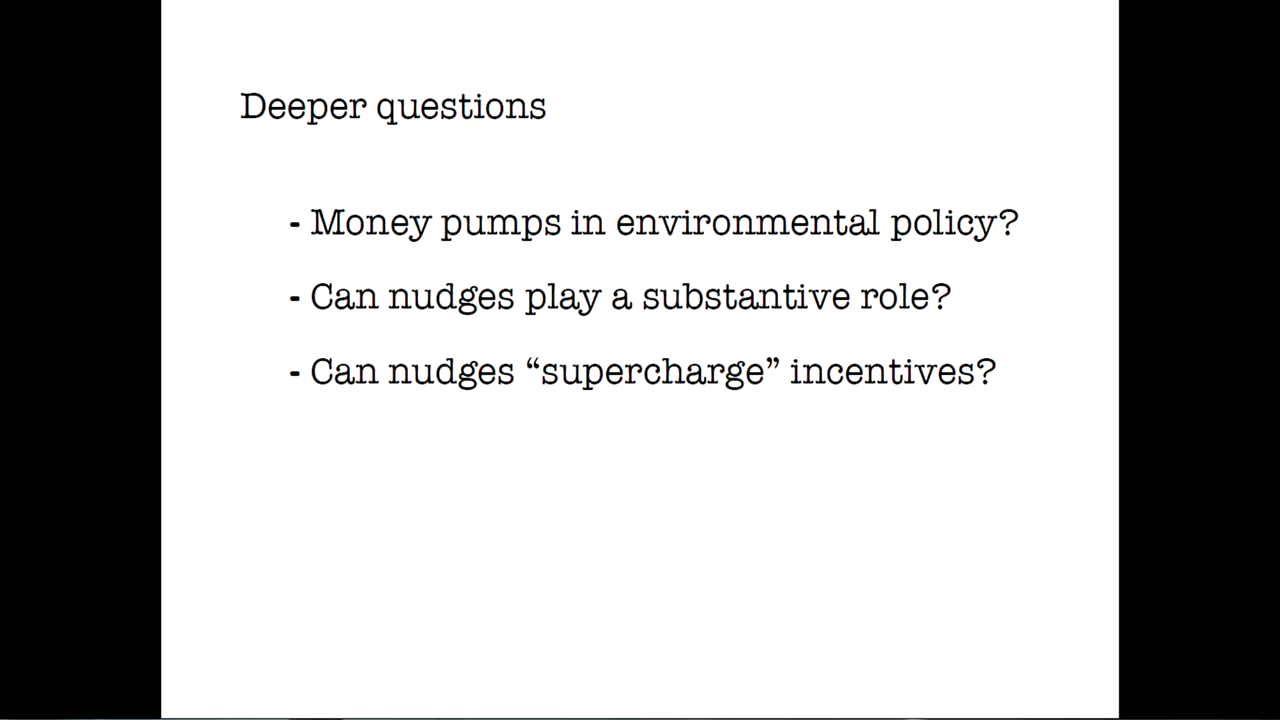 Deeper questions
- Money pumps in environmental policy?
- Can nudges play a substantive role?
- Can nudges “supercharge” incentives?